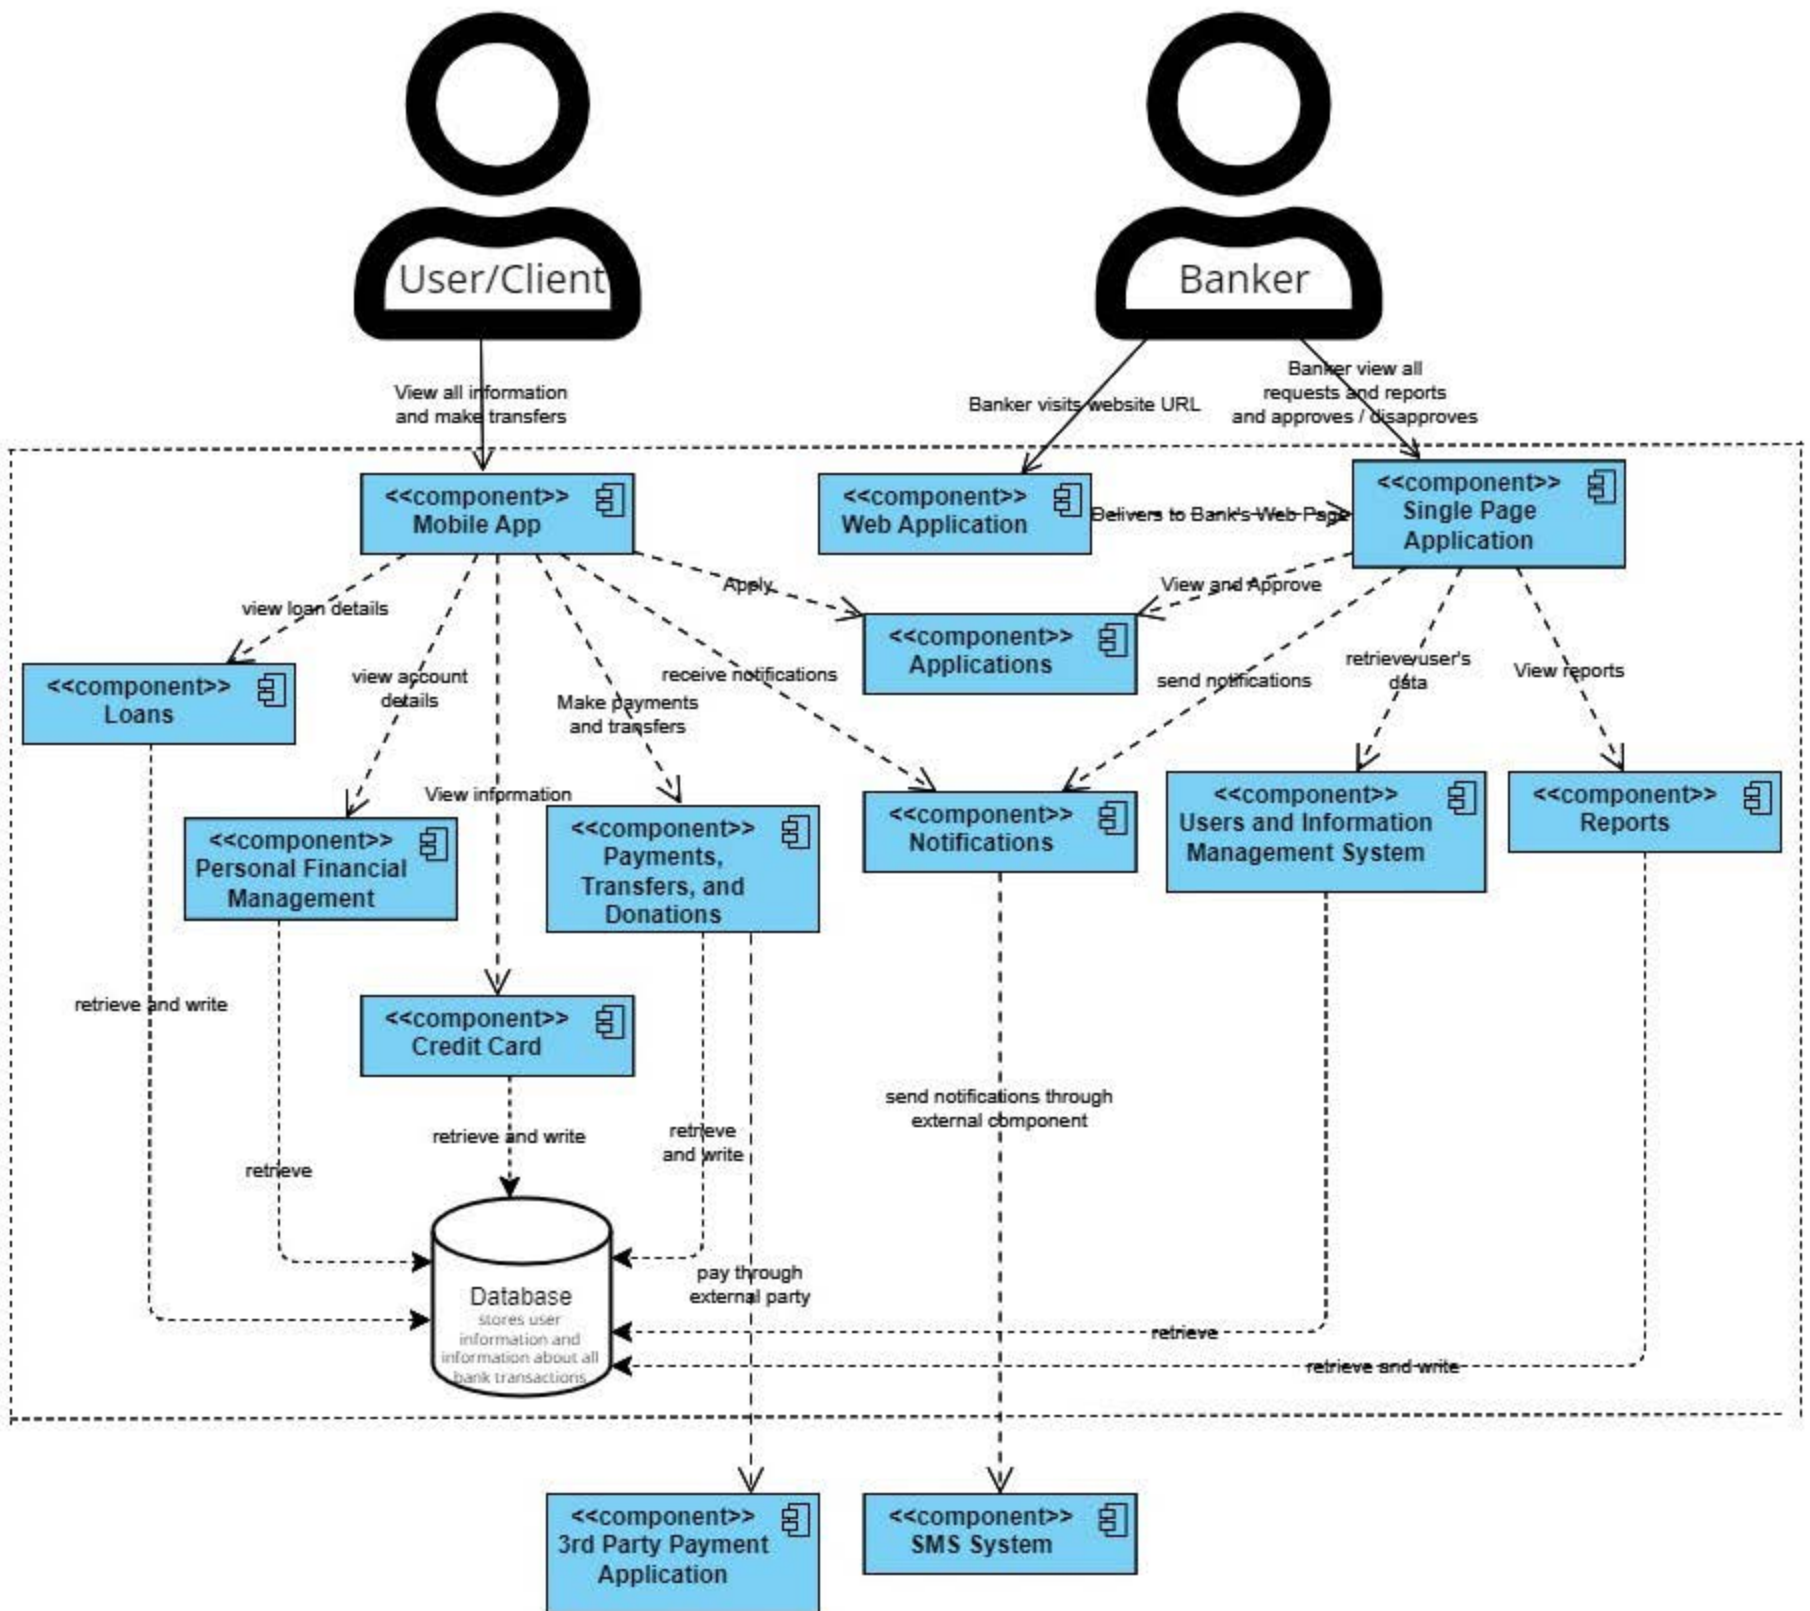 User/Client
Banker
View all information
and make transfers
Banker visits website URL
Banker view all
requests and reports
and approves / disapproves
<<component>>
Mobile App
<<component>>
Web Application
Delivers to Bank's Web Page
<<component>>
Single Page
Application
view loan details
Apply
View and Approve
<<component>>
Applications
<<component>>
Loans
view account
details
Make payments
and transfers
receive notifications
send notifications
retrieve user's
data
View reports
View information
<<component>>
Personal Financial
Management
<<component>>
Payments,
Transfers, and
Donations
<<component>>
Notifications
<<component>>
Users and Information
Management System
<<component>>
Reports
retrieve and write
<<component>>
Credit Card
send notifications through
external component
retrieve and write
retrieve
and write
retrieve
pay through
external party
Database
stores user
information and
information about all
bank transactions
retrieve
retrieve and write
<<component>>
3rd Party Payment
Application
<<component>>
SMS System